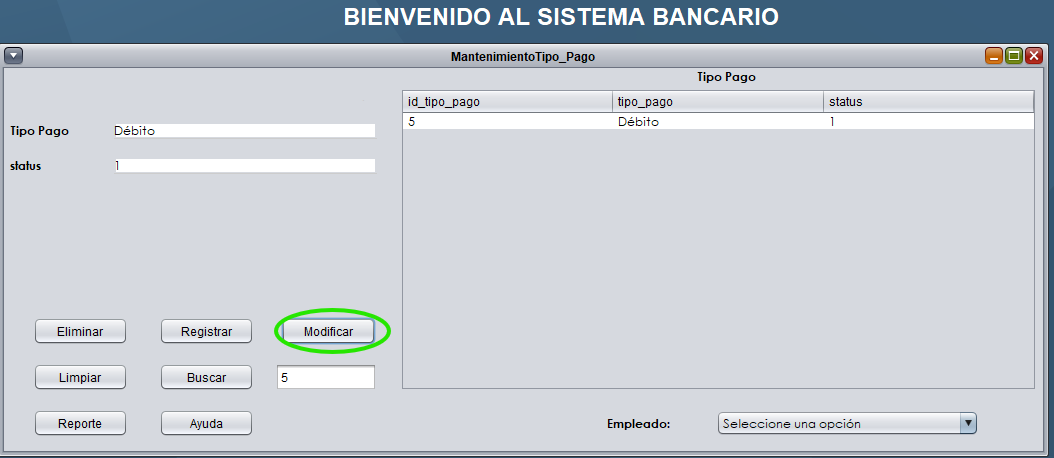 BIENVENIDO AL SISTEMA BANCARIO
MantenimientoTipo_Pago
Tipo Pago
id_tipo_pago tipo_pago status
5 Débito 1
Tipo Pago Débito
status 1
Eliminar Registrar Modificar
Limpiar Buscar 5
Reporte Ayuda
Empleado: Seleccione una opción